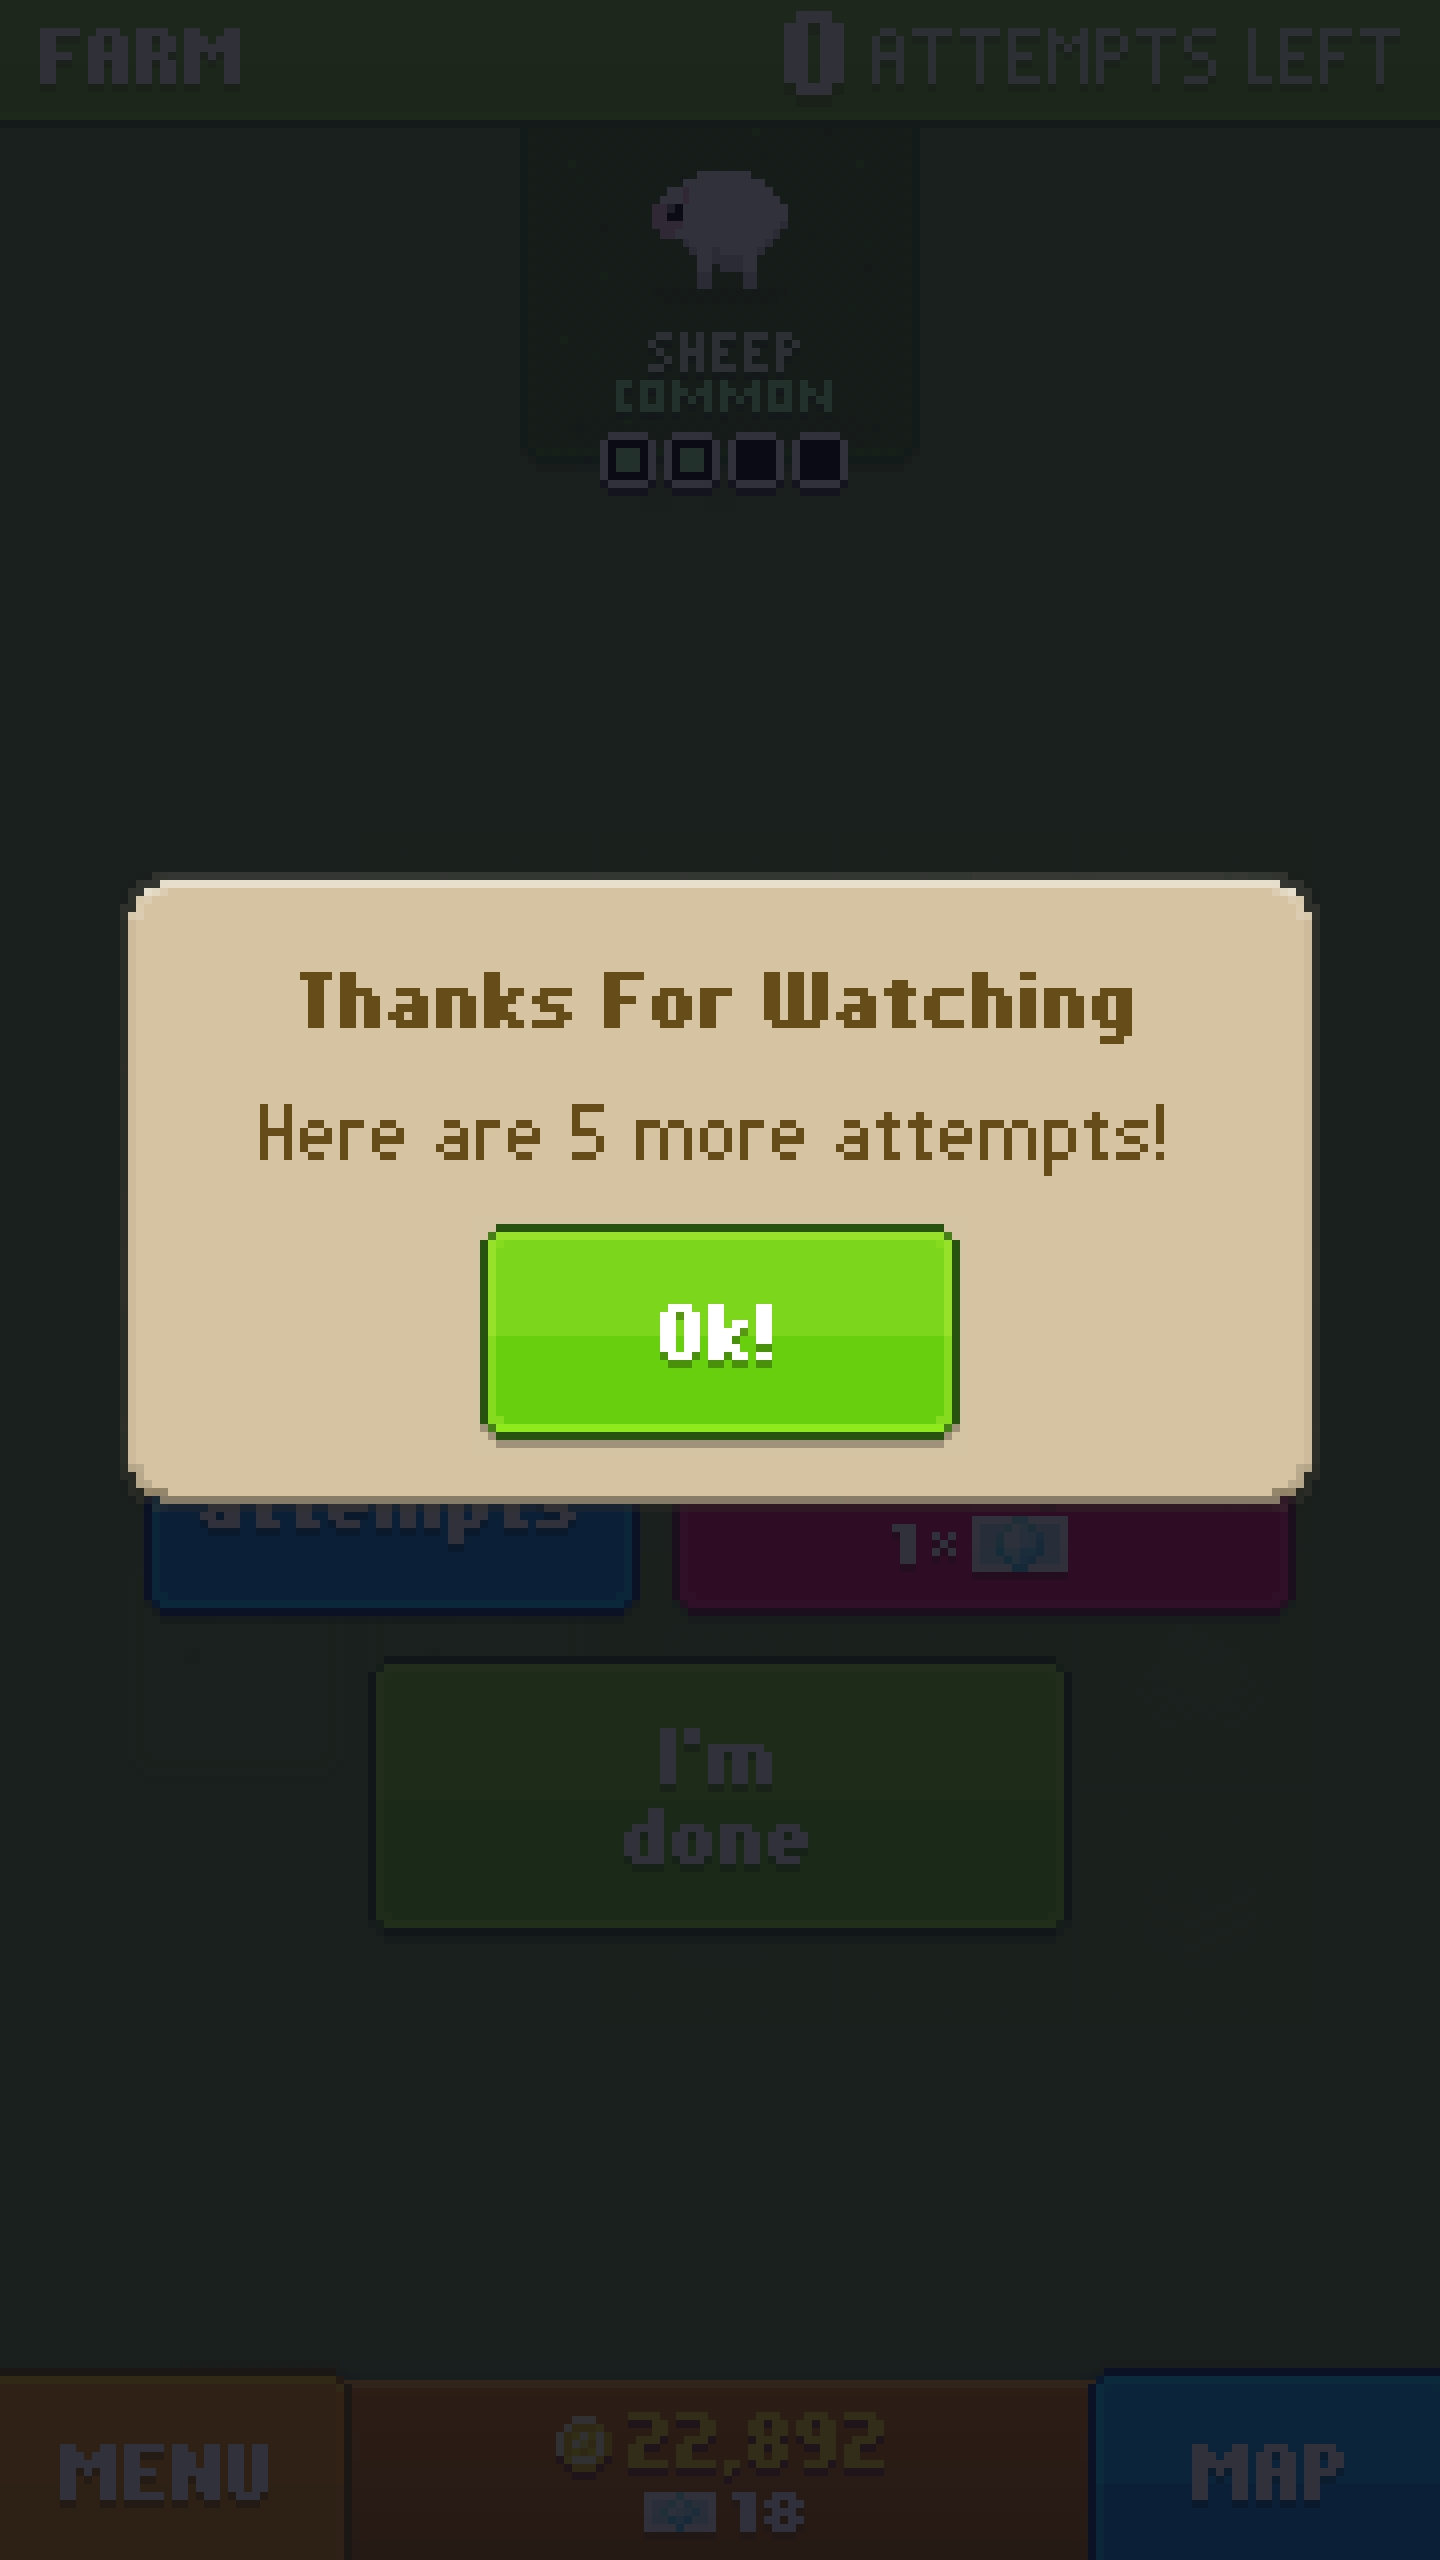 FARM
0 ATTEMPTS LEFT
SHEEP
COMMON
Thanks For Watching
Here are 5 more attempts!
Ok!
attempts
1×
I'm
done
MENU
22,892
18
MAP